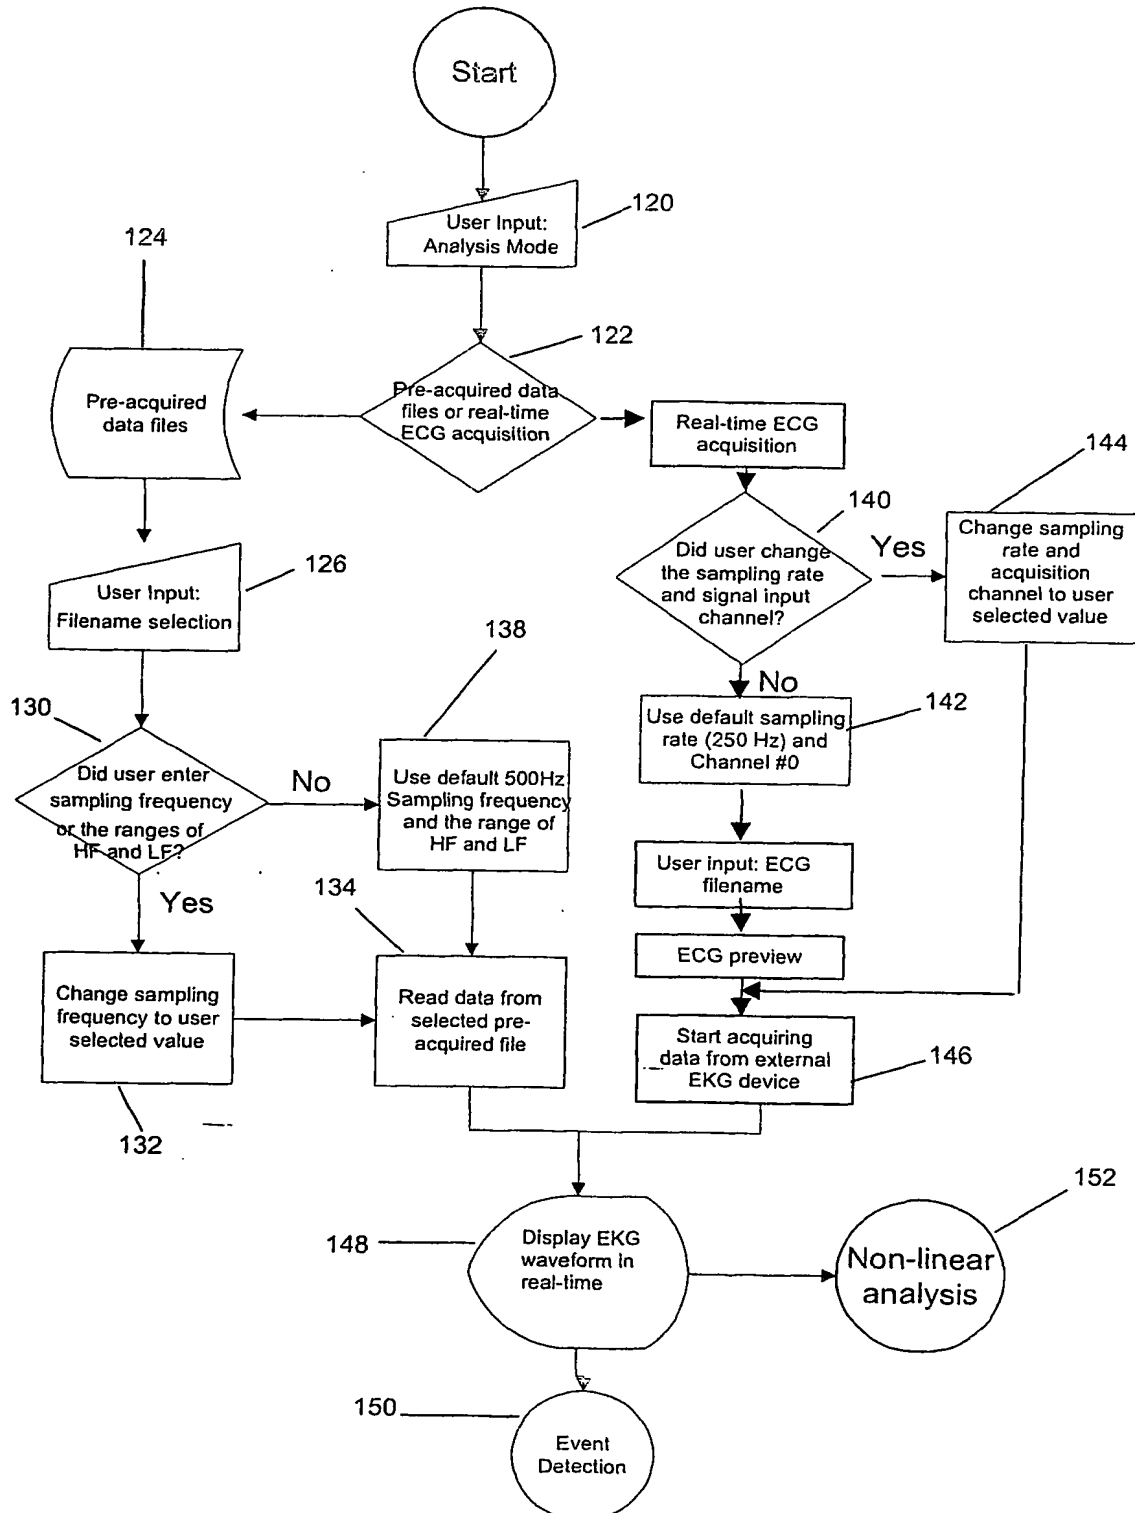 Start
User Input:
Analysis Mode
120
124
122
Pre-acquired
data files
Pre-acquired data
files or real-time
ECG acquisition
Real-time ECG
acquisition
144
140
Did user change
the sampling rate
and signal input
channel?
Yes
Change sampling
rate and
acquisition
channel to user
selected value
126
User Input:
Filename selection
138
No
142
130
Did user enter
sampling frequency
or the ranges of
HF and LF?
No
Use default 500Hz
Sampling frequency
and the range of
HF and LF
Use default sampling
rate (250 Hz) and
Channel #0
Yes
134
User input: ECG
filename
ECG preview
Change sampling
frequency to user
selected value
Read data from
selected pre-
acquired file
Start acquiring
data from external
EKG device
146
132
148
Display EKG
waveform in
real-time
152
Non-linear
analysis
150
Event
Detection